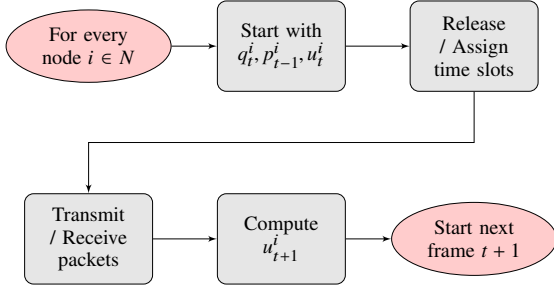 For every
node i ∈ N
Start with
q_t^i, p_{t−1}^i, u_t^i
Release
/ Assign
time slots
Transmit
/ Receive
packets
Compute
u_{t+1}^i
Start next
frame t + 1